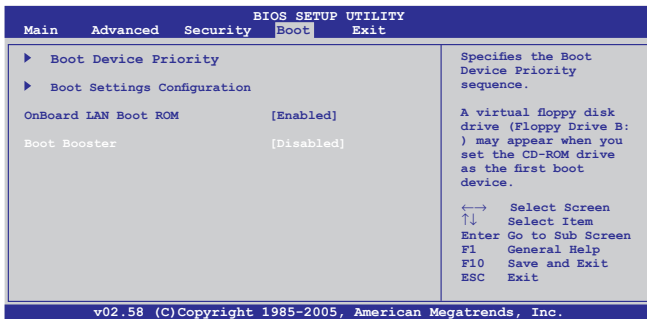 BIOS SETUP UTILITY
Main Advanced Security Boot Exit
Boot Device Priority
Boot Settings Configuration
OnBoard LAN Boot ROM [Enabled]
Boot Booster [Disabled]
Specifies the Boot
Device Priority
sequence.
A virtual floppy disk
drive (Floppy Drive B:
) may appear when you
set the CD-ROM drive
as the first boot
device.
←→ Select Screen
↑↓ Select Item
Enter Go to Sub Screen
F1 General Help
F10 Save and Exit
ESC Exit
v02.58 (C)Copyright 1985-2005, American Megatrends, Inc.